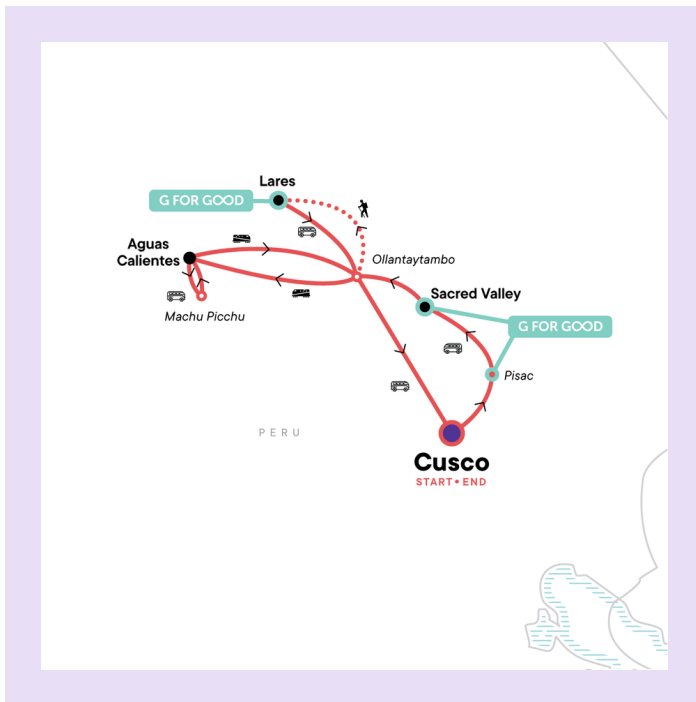 Lares
G FOR GOOD
Aguas
Calientes
Ollantaytambo
Sacred Valley
Machu Picchu
G FOR GOOD
Pisac
PERU
Cusco
START • END